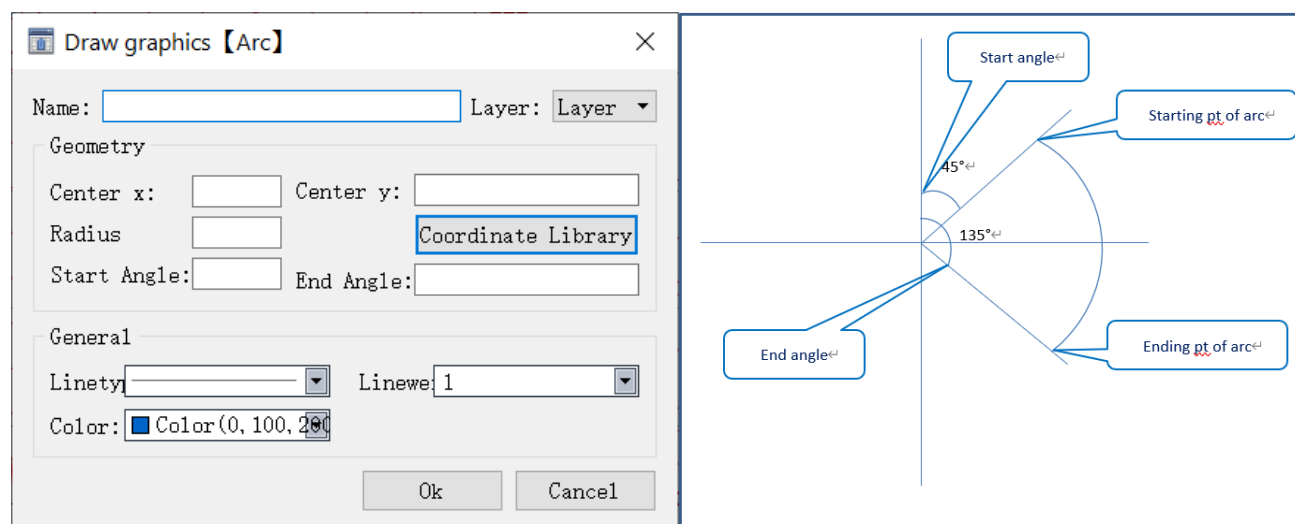 Draw graphics【Arc】
Name:
Layer: Layer
Geometry
Center x:
Center y:
Radius
Coordinate Library
Start Angle:
End Angle:
General
Linety
Linewe 1
Color: Color(0, 100, 200
Ok
Cancel
Start angle↵
Starting pt of arc↵
45°↵
135°↵
End angle↵
Ending pt of arc↵